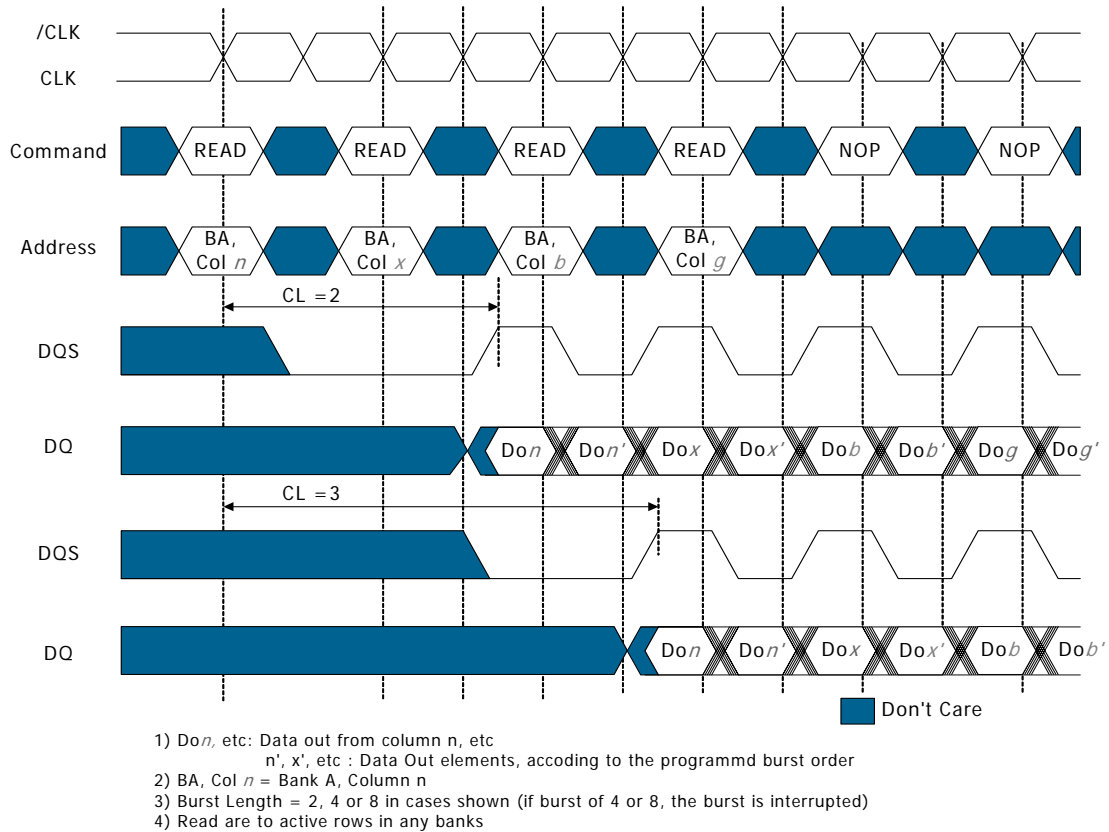 /CLK
CLK
Command READ READ READ READ NOP NOP
Address BA, Col n BA, Col x BA, Col b BA, Col g
CL =2
DQS
DQ Don Don' Dox Dox' Dob Dob' Dog Dog'
CL =3
DQS
DQ Don Don' Dox Dox' Dob Dob'
Don't Care
1) Don, etc: Data out from column n, etc
n', x', etc : Data Out elements, accoding to the programmd burst order
2) BA, Col n = Bank A, Column n
3) Burst Length = 2, 4 or 8 in cases shown (if burst of 4 or 8, the burst is interrupted)
4) Read are to active rows in any banks